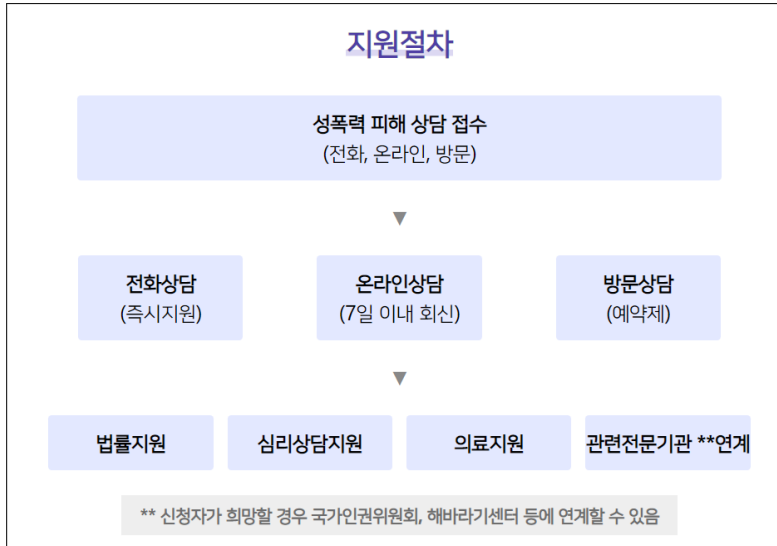 지원절차
성폭력 피해 상담 접수
(전화, 온라인, 방문)
▼
전화상담
(즉시지원)
온라인상담
(7일 이내 회신)
방문상담
(예약제)
▼
법률지원
심리상담지원
의료지원
관련전문기관 **연계
** 신청자가 희망할 경우 국가인권위원회, 해바라기센터 등에 연계할 수 있음